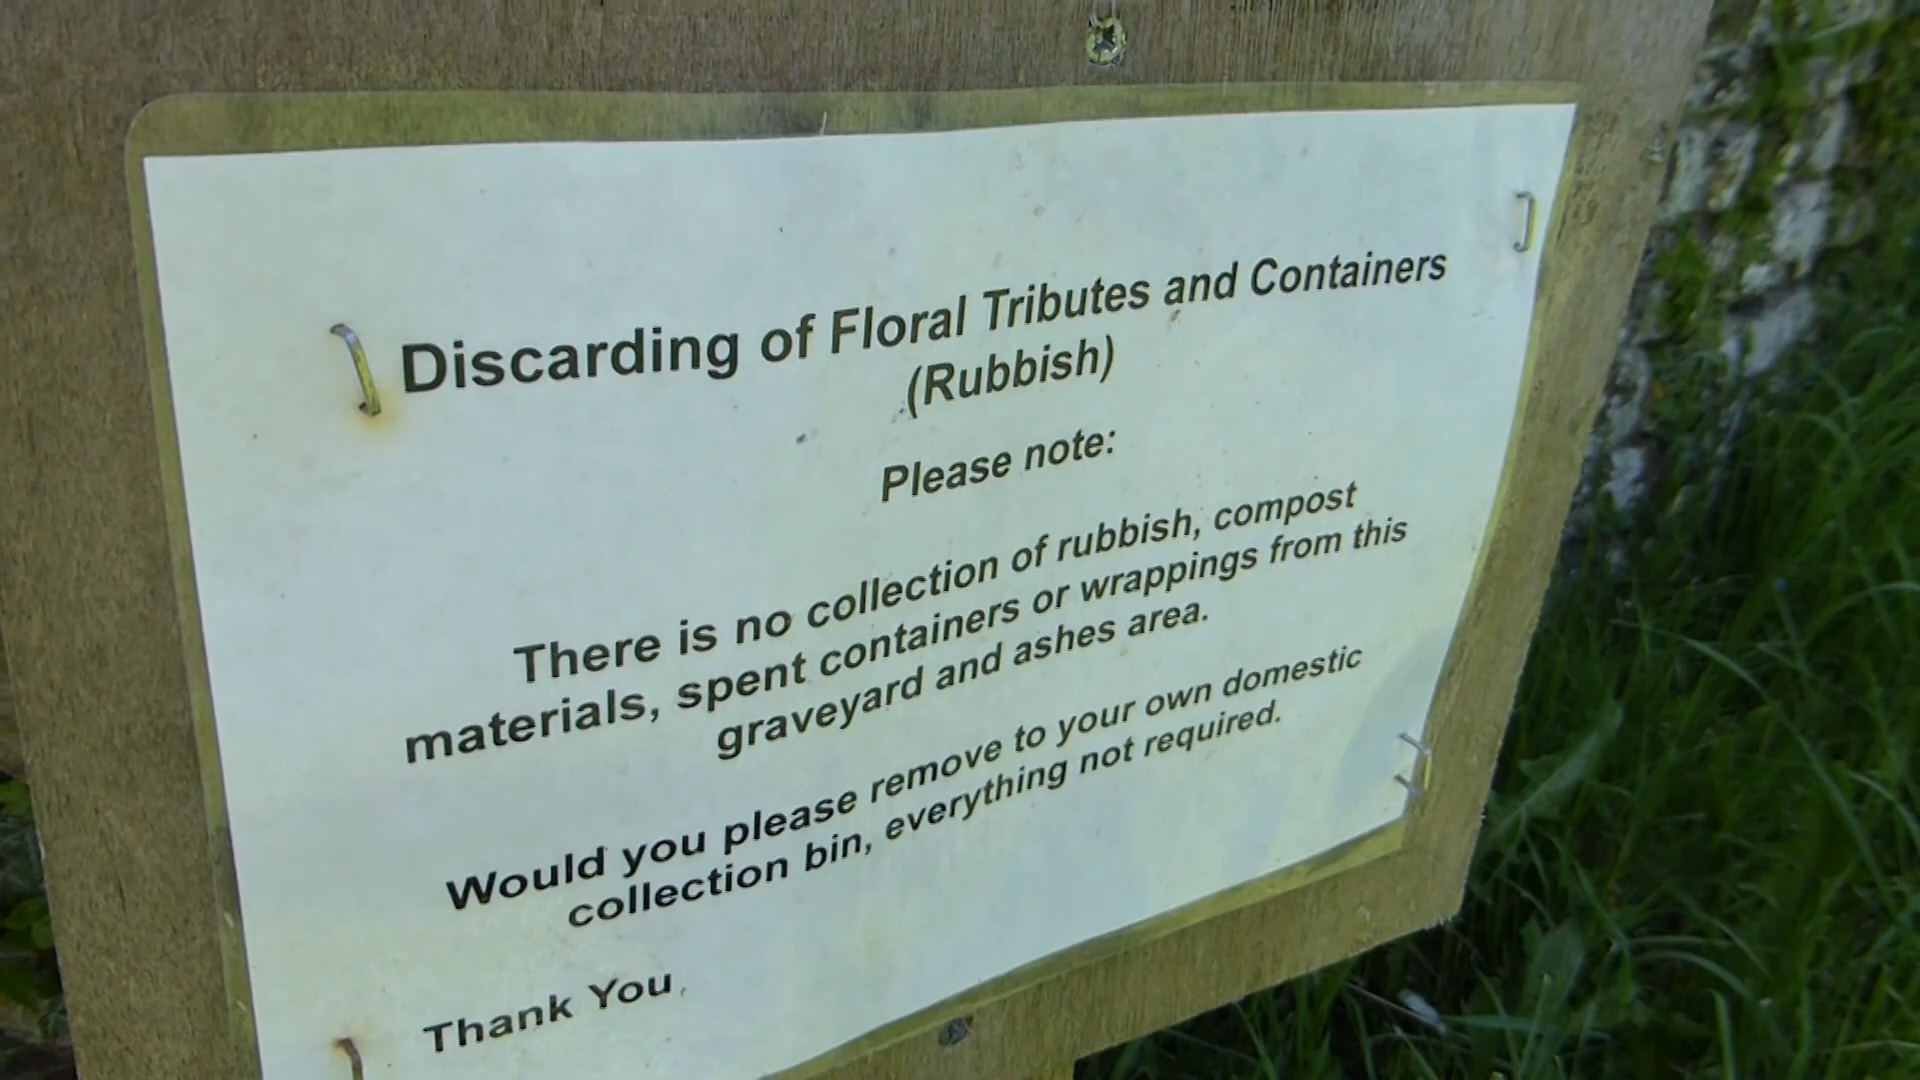 Discarding of Floral Tributes and Containers
(Rubbish)
Please note:
There is no collection of rubbish, compost
materials, spent containers or wrappings from this
graveyard and ashes area.
Would you please remove to your own domestic
collection bin, everything not required.
Thank You